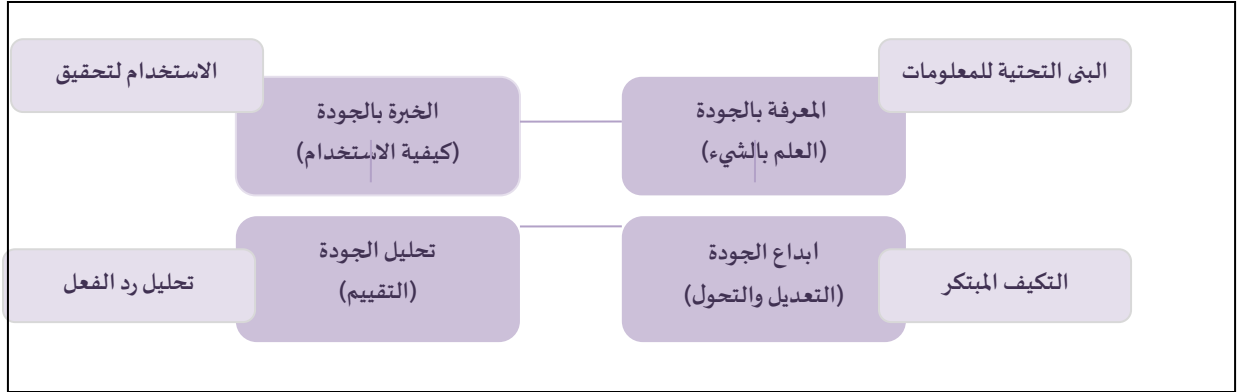 البنى التحتية للمعلومات
المعرفة بالجودة
(العلم بالشيء)
الاستخدام لتحقيق
الخبرة بالجودة
(كيفية الاستخدام)
ابداع الجودة
(التعديل والتحول)
التكيف المبتكر
تحليل الجودة
(التقييم)
تحليل رد الفعل